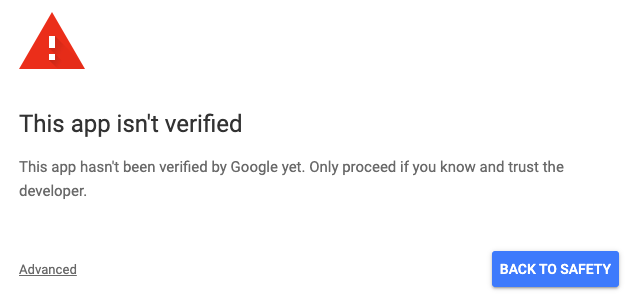 This app isn't verified
This app hasn't been verified by Google yet. Only proceed if you know and trust the
developer.
Advanced
BACK TO SAFETY